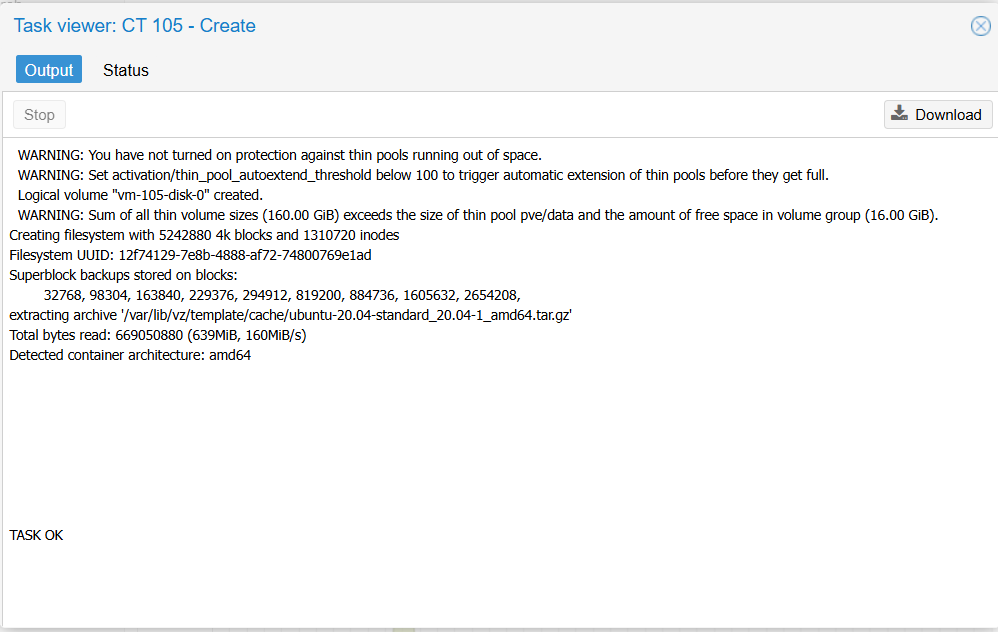 Task viewer: CT 105 - Create
Output Status
Stop Download
WARNING: You have not turned on protection against thin pools running out of space.
WARNING: Set activation/thin_pool_autoextend_threshold below 100 to trigger automatic extension of thin pools before they get full.
Logical volume "vm-105-disk-0" created.
WARNING: Sum of all thin volume sizes (160.00 GiB) exceeds the size of thin pool pve/data and the amount of free space in volume group (16.00 GiB).
Creating filesystem with 5242880 4k blocks and 1310720 inodes
Filesystem UUID: 12f74129-7e8b-4888-af72-74800769e1ad
Superblock backups stored on blocks:
32768, 98304, 163840, 229376, 294912, 819200, 884736, 1605632, 2654208,
extracting archive '/var/lib/vz/template/cache/ubuntu-20.04-standard_20.04-1_amd64.tar.gz'
Total bytes read: 669050880 (639MiB, 160MiB/s)
Detected container architecture: amd64
TASK OK